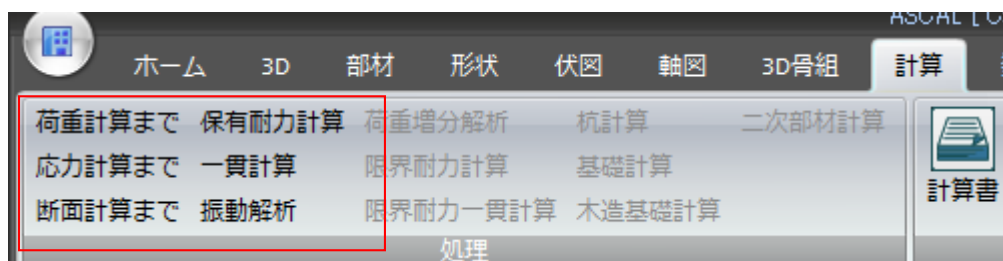 ASCAL [ C
ホーム 3D 部材 形状 伏図 軸図 3D骨組 計算
荷重計算まで 保有耐力計算 荷重増分解析 杭計算 二次部材計算
応力計算まで 一貫計算 限界耐力計算 基礎計算
断面計算まで 振動解析 限界耐力一貫計算 木造基礎計算
計算書
処理